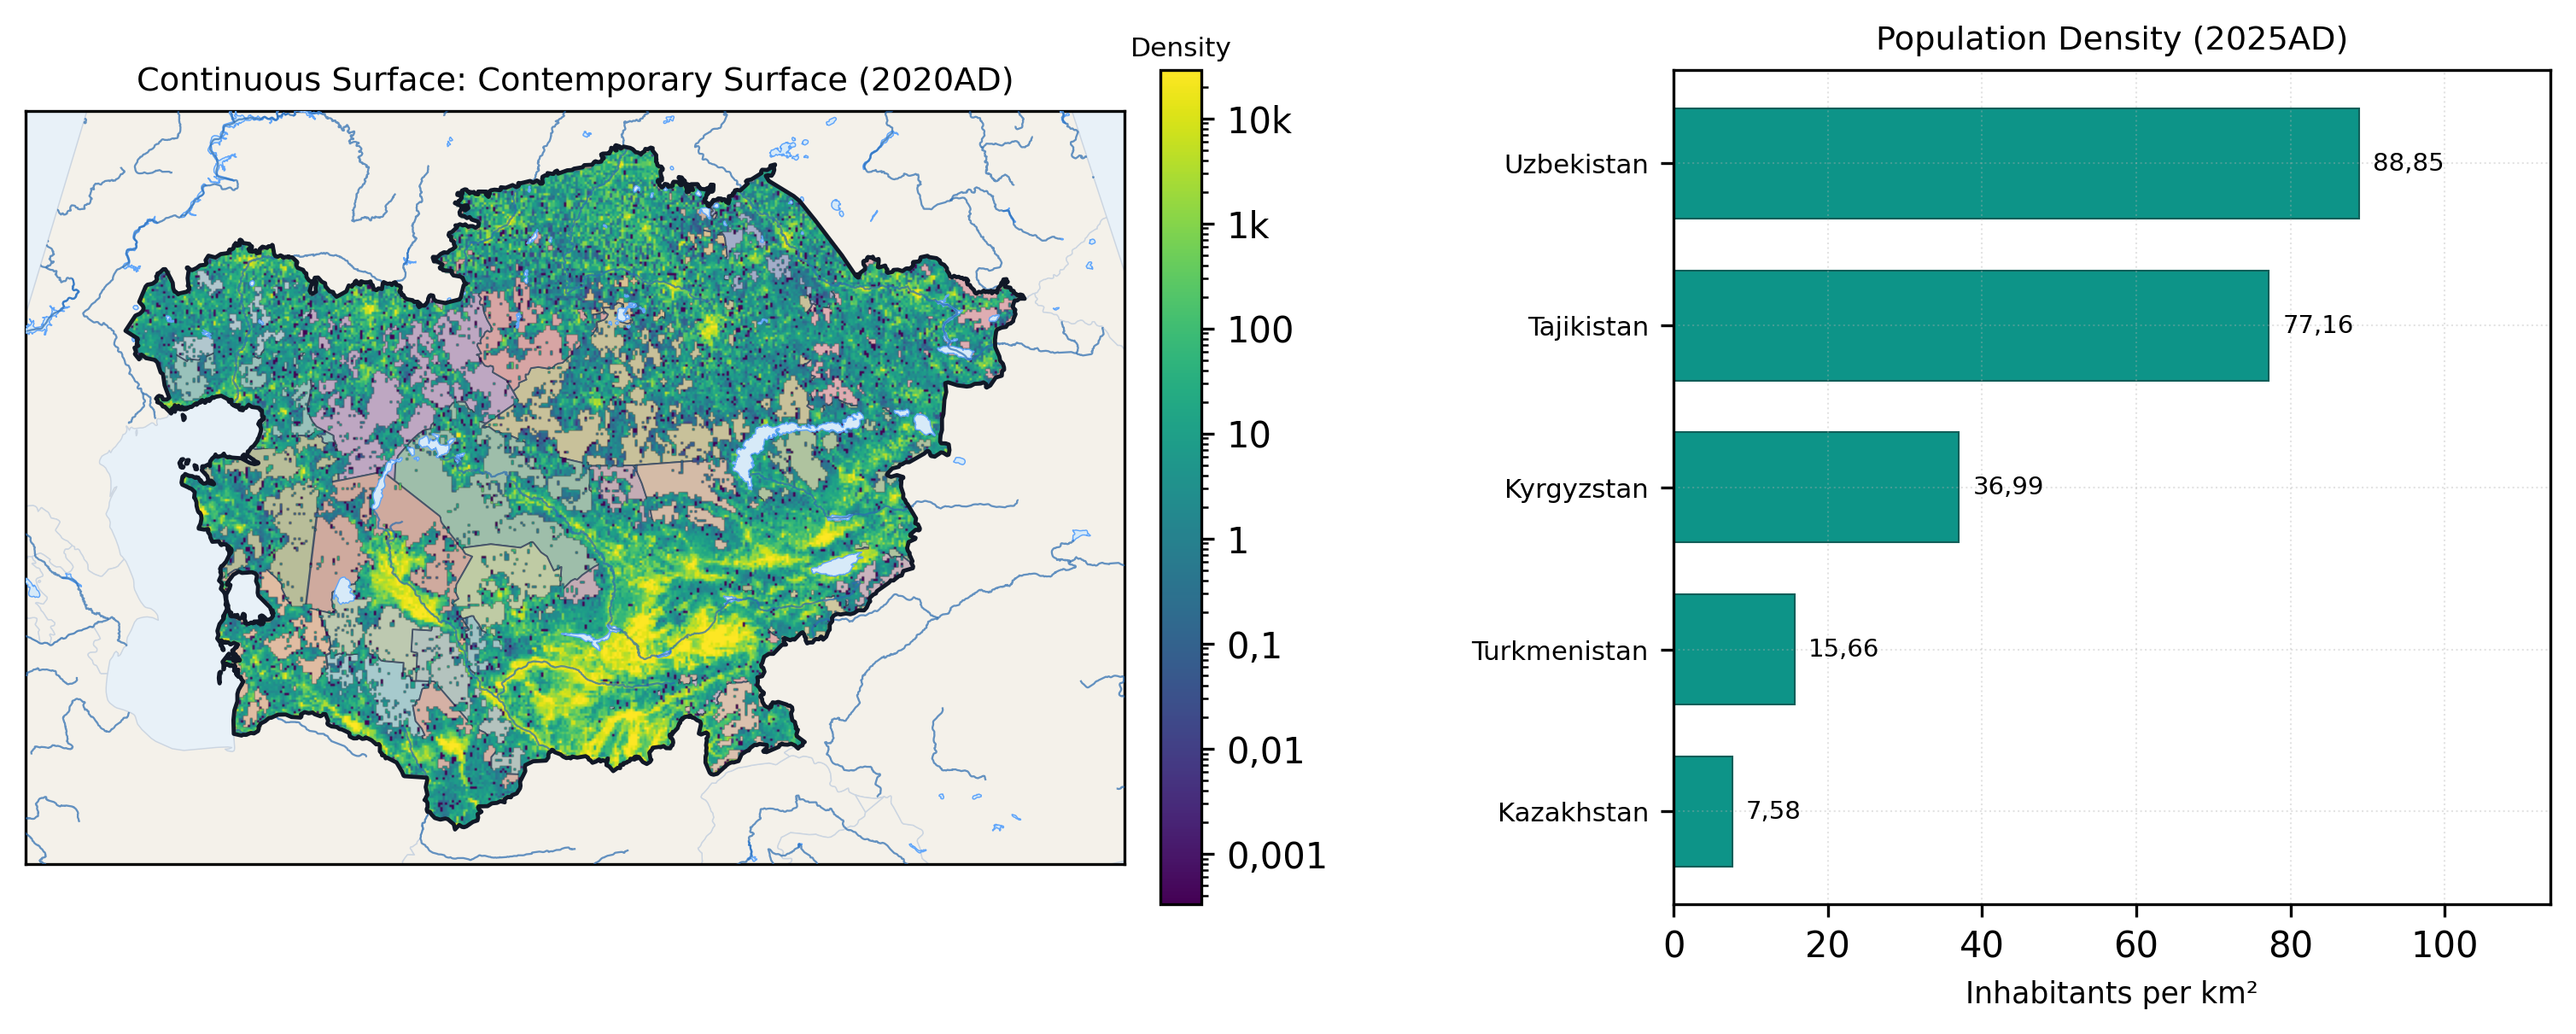 Continuous Surface: Contemporary Surface (2020AD)
Density
10k
1k
100
10
1
0,1
0,01
0,001
Population Density (2025AD)
Uzbekistan
88,85
Tajikistan
77,16
Kyrgyzstan
36,99
Turkmenistan
15,66
Kazakhstan
7,58
0 20 40 60 80 100
Inhabitants per km²